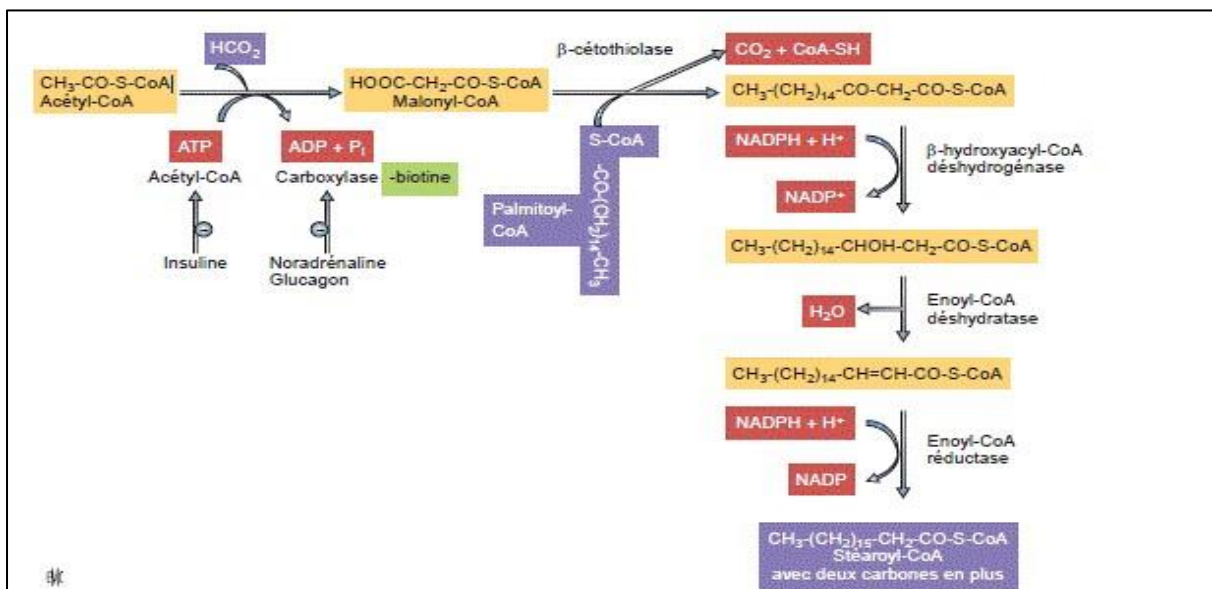 HCO₂
β-cétothiolase
CO₂ + CoA-SH
CH₃-CO-S-CoA
Acétyl-CoA
HOOC-CH₂-CO-S-CoA
Malonyl-CoA
CH₃-(CH₂)₁₄-CO-CH₂-CO-S-CoA
ATP
ADP + Pᵢ
Acétyl-CoA
Carboxylase
-biotine
Insuline
Noradrénaline
Glucagon
S-CoA
-CO-(CH₂)₁₄-CH₃
Palmitoyl-
CoA
NADPH + H⁺
NADP⁺
β-hydroxyacyl-CoA
déshydrogénase
CH₃-(CH₂)₁₄-CHOH-CH₂-CO-S-CoA
H₂O
Enoyl-CoA
déshydratase
CH₃-(CH₂)₁₄-CH=CH-CO-S-CoA
NADPH + H⁺
NADP
Enoyl-CoA
réductase
CH₃-(CH₂)₁₅-CH₂-CO-S-CoA
Stéaroyl-CoA
avec deux carbones en plus